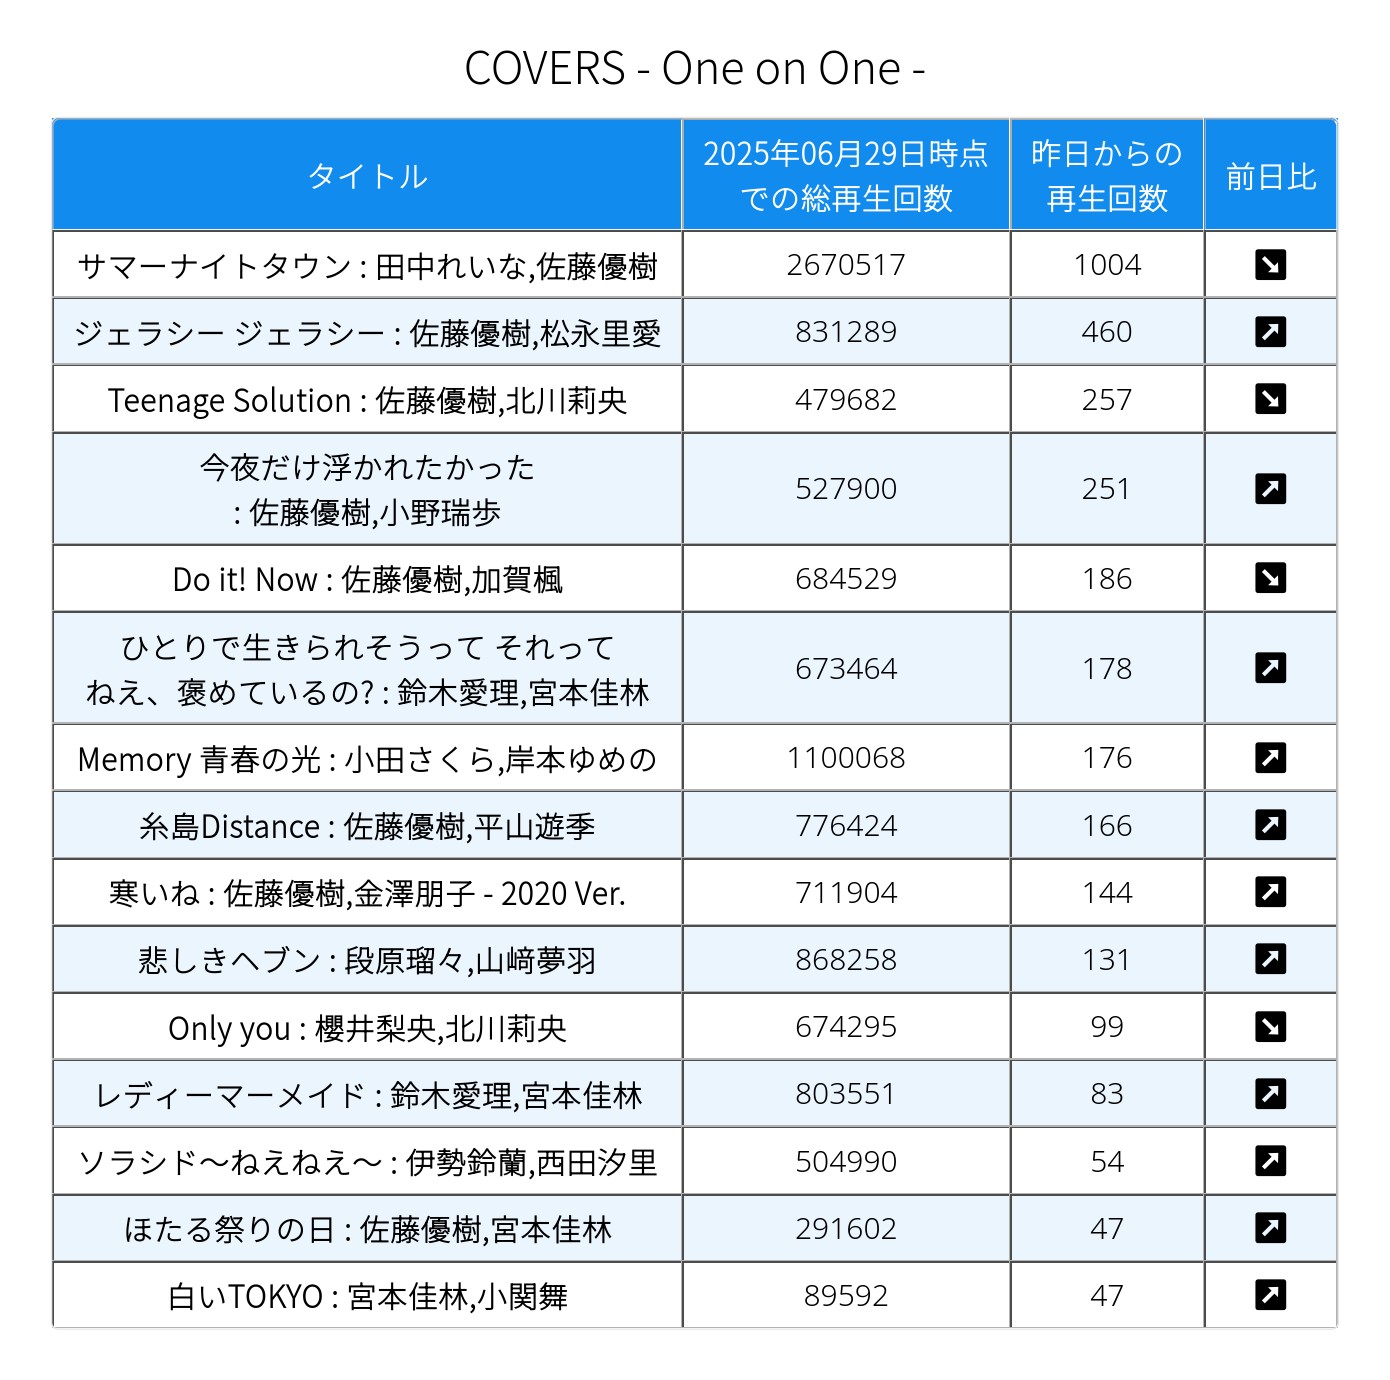 COVERS - One on One -
タイトル
2025年06月29日時点
での総再生回数
昨日からの
再生回数
前日比
サマーナイトタウン : 田中れいな,佐藤優樹 2670517 1004 ↘
ジェラシー ジェラシー : 佐藤優樹,松永里愛 831289 460 ↗
Teenage Solution : 佐藤優樹,北川莉央 479682 257 ↘
今夜だけ浮かれたかった
: 佐藤優樹,小野瑞歩 527900 251 ↗
Do it! Now : 佐藤優樹,加賀楓 684529 186 ↘
ひとりで生きられそうって それって
ねえ、褒めているの? : 鈴木愛理,宮本佳林 673464 178 ↗
Memory 青春の光 : 小田さくら,岸本ゆめの 1100068 176 ↗
糸島Distance : 佐藤優樹,平山遊季 776424 166 ↗
寒いね : 佐藤優樹,金澤朋子 - 2020 Ver. 711904 144 ↗
悲しきヘブン : 段原瑠々,山﨑夢羽 868258 131 ↗
Only you : 櫻井梨央,北川莉央 674295 99 ↘
レディーマーメイド : 鈴木愛理,宮本佳林 803551 83 ↗
ソラシド〜ねえねえ〜 : 伊勢鈴蘭,西田汐里 504990 54 ↗
ほたる祭りの日 : 佐藤優樹,宮本佳林 291602 47 ↗
白いTOKYO : 宮本佳林,小関舞 89592 47 ↗